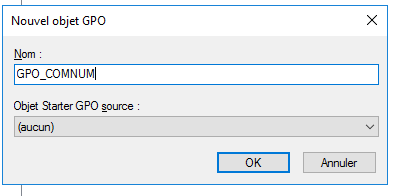 Nouvel objet GPO
Nom :
GPO_COMNUM
Objet Starter GPO source :
(aucun)
OK
Annuler